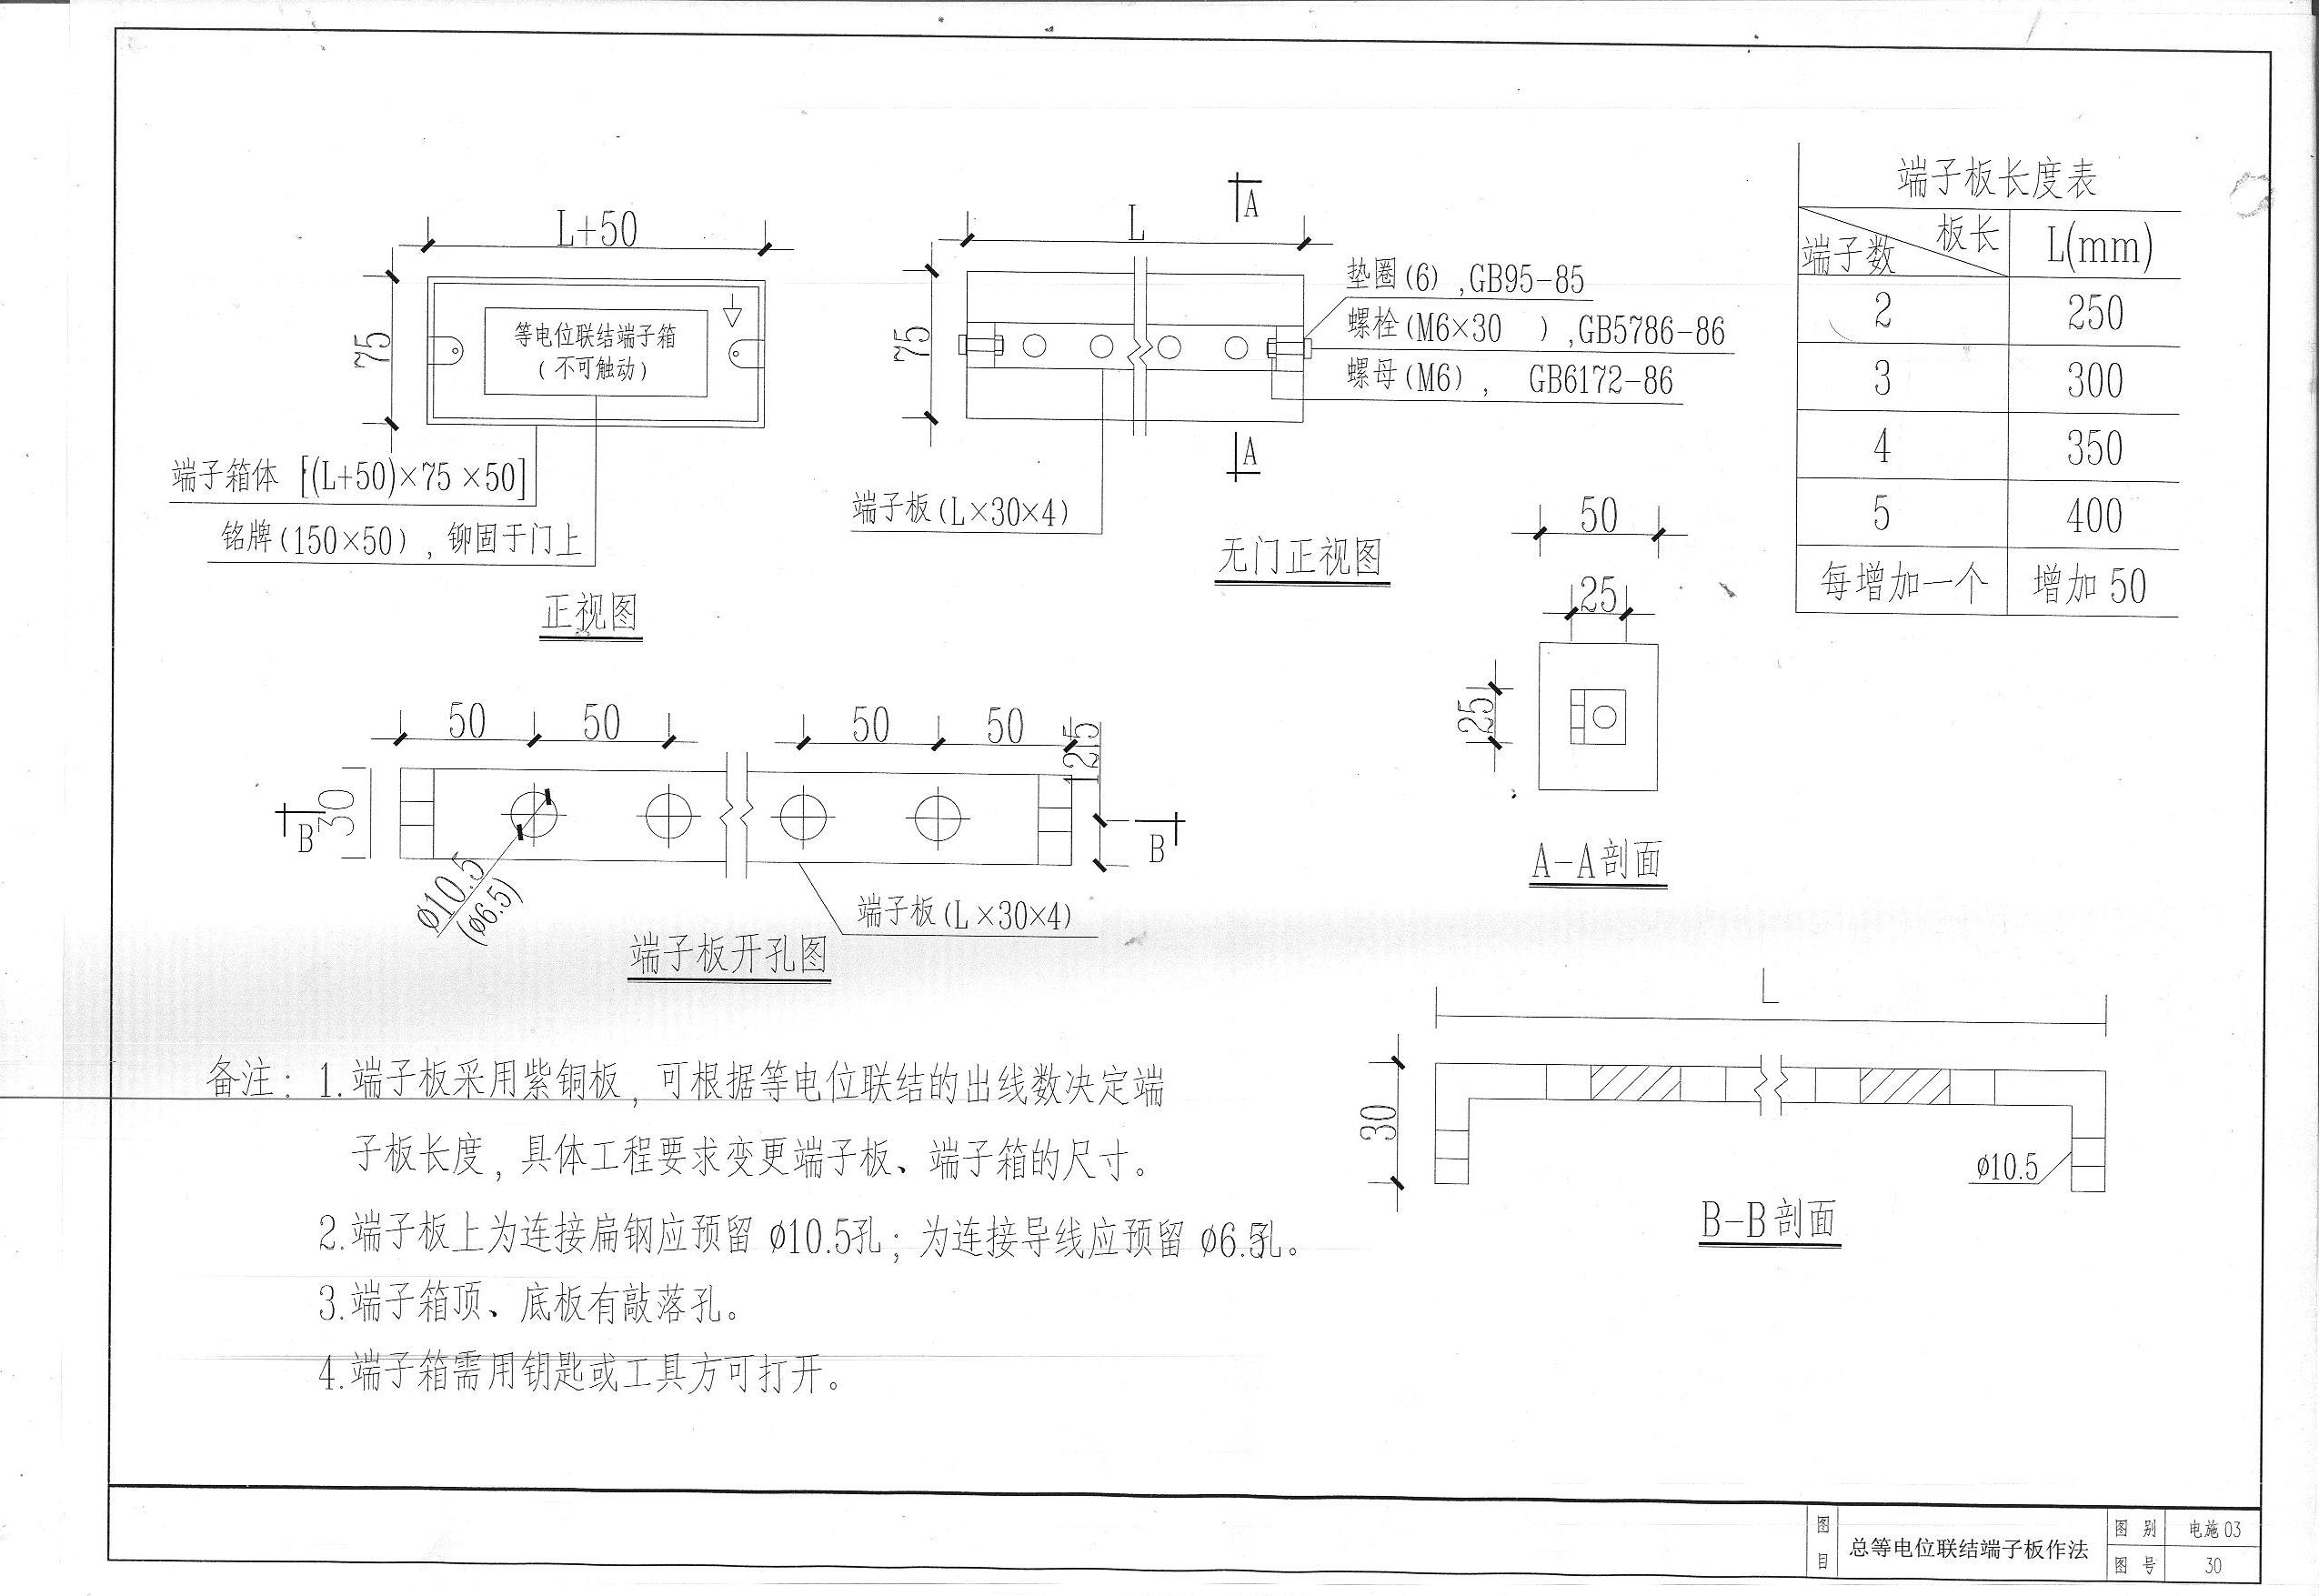 L+50
75
等电位联结端子箱
(不可触动)
端子箱体 [(L+50)×75×50]
铭牌(150×50),铆固于门上
正视图
L
A
75
垫圈(6),GB95-85
螺栓(M6×30 ),GB5786-86
螺母(M6), GB6172-86
A
端子板(L×30×4)
无门正视图
端子板长度表
板长
端子数
L(mm)
2 250
3 300
4 350
5 400
每增加一个 增加50
50
25
25
A-A剖面
50 50 50 50
12.5
30
B
B
ø10.5
(ø6.5)
端子板(L×30×4)
端子板开孔图
L
30
ø10.5
B-B剖面
备注: 1.端子板采用紫铜板,可根据等电位联结的出线数决定端
子板长度,具体工程要求变更端子板、端子箱的尺寸。
2.端子板上为连接扁钢应预留 ø10.5孔; 为连接导线应预留 ø6.5孔。
3.端子箱顶、底板有敲落孔。
4.端子箱需用钥匙或工具方可打开。
图目
总等电位联结端子板作法
图 别 电施03
图 号 30